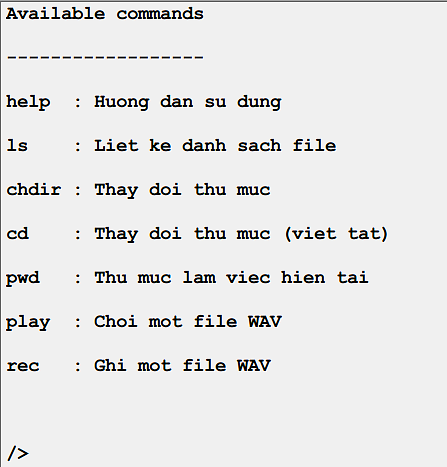 Available commands
------------------
help  : Huong dan su dung
ls    : Liet ke danh sach file
chdir : Thay doi thu muc
cd    : Thay doi thu muc (viet tat)
pwd   : Thu muc lam viec hien tai
play  : Choi mot file WAV
rec   : Ghi mot file WAV
/>